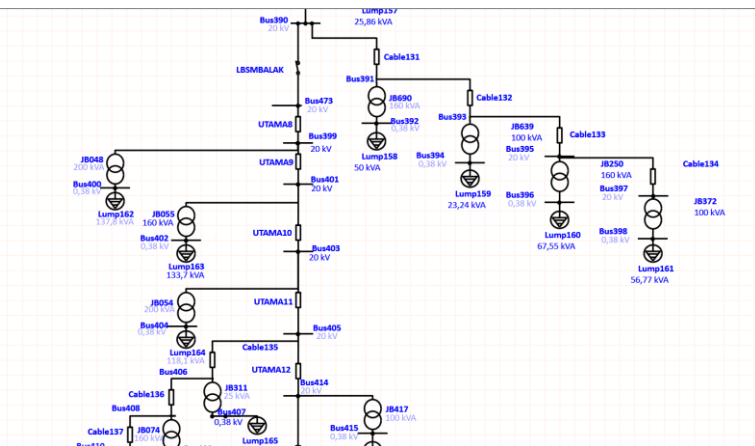 Lump157
25,86 kVA
Bus390
20 kV
Cable131
LBSMBALAK
Bus391
JB690
160 kVA
Cable132
Bus473
20 kV
UTAMA8
Bus392
0,38 kV
Bus393
JB639
100 kVA
Cable133
Bus399
20 kV
Lump158
50 kVA
Bus394
0,38 kV
Bus395
20 kV
JB048
200 kVA
UTAMA9
JB250
160 kVA
Cable134
Bus400
0,38 kV
Bus401
20 kV
Lump159
23,24 kVA
Bus396
0,38 kV
Bus397
20 kV
JB372
100 kVA
Lump162
137,8 kVA
JB055
160 kVA
Bus402
0,38 kV
UTAMA10
Lump160
67,55 kVA
Bus398
0,38 kV
Bus403
20 kV
Lump163
133,7 kVA
Lump161
56,77 kVA
JB054
200 kVA
UTAMA11
Bus404
0,38 kV
Bus405
20 kV
Lump164
118,1 kVA
Cable135
Bus406
UTAMA12
Bus414
20 kV
Cable136
JB311
25 kVA
Bus408
Bus407
0,38 kV
JB417
100 kVA
Cable137
JB074
160 kVA
Bus415
0,38 kV
Lump165